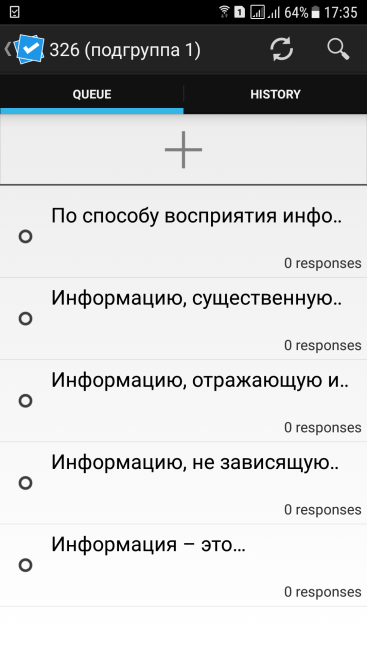 64% 17:35
326 (подгруппа 1)
QUEUE
HISTORY
По способу восприятия инфо..
0 responses
Информацию, существенную..
0 responses
Информацию, отражающую и..
0 responses
Информацию, не зависящую..
0 responses
Информация – это...
0 responses